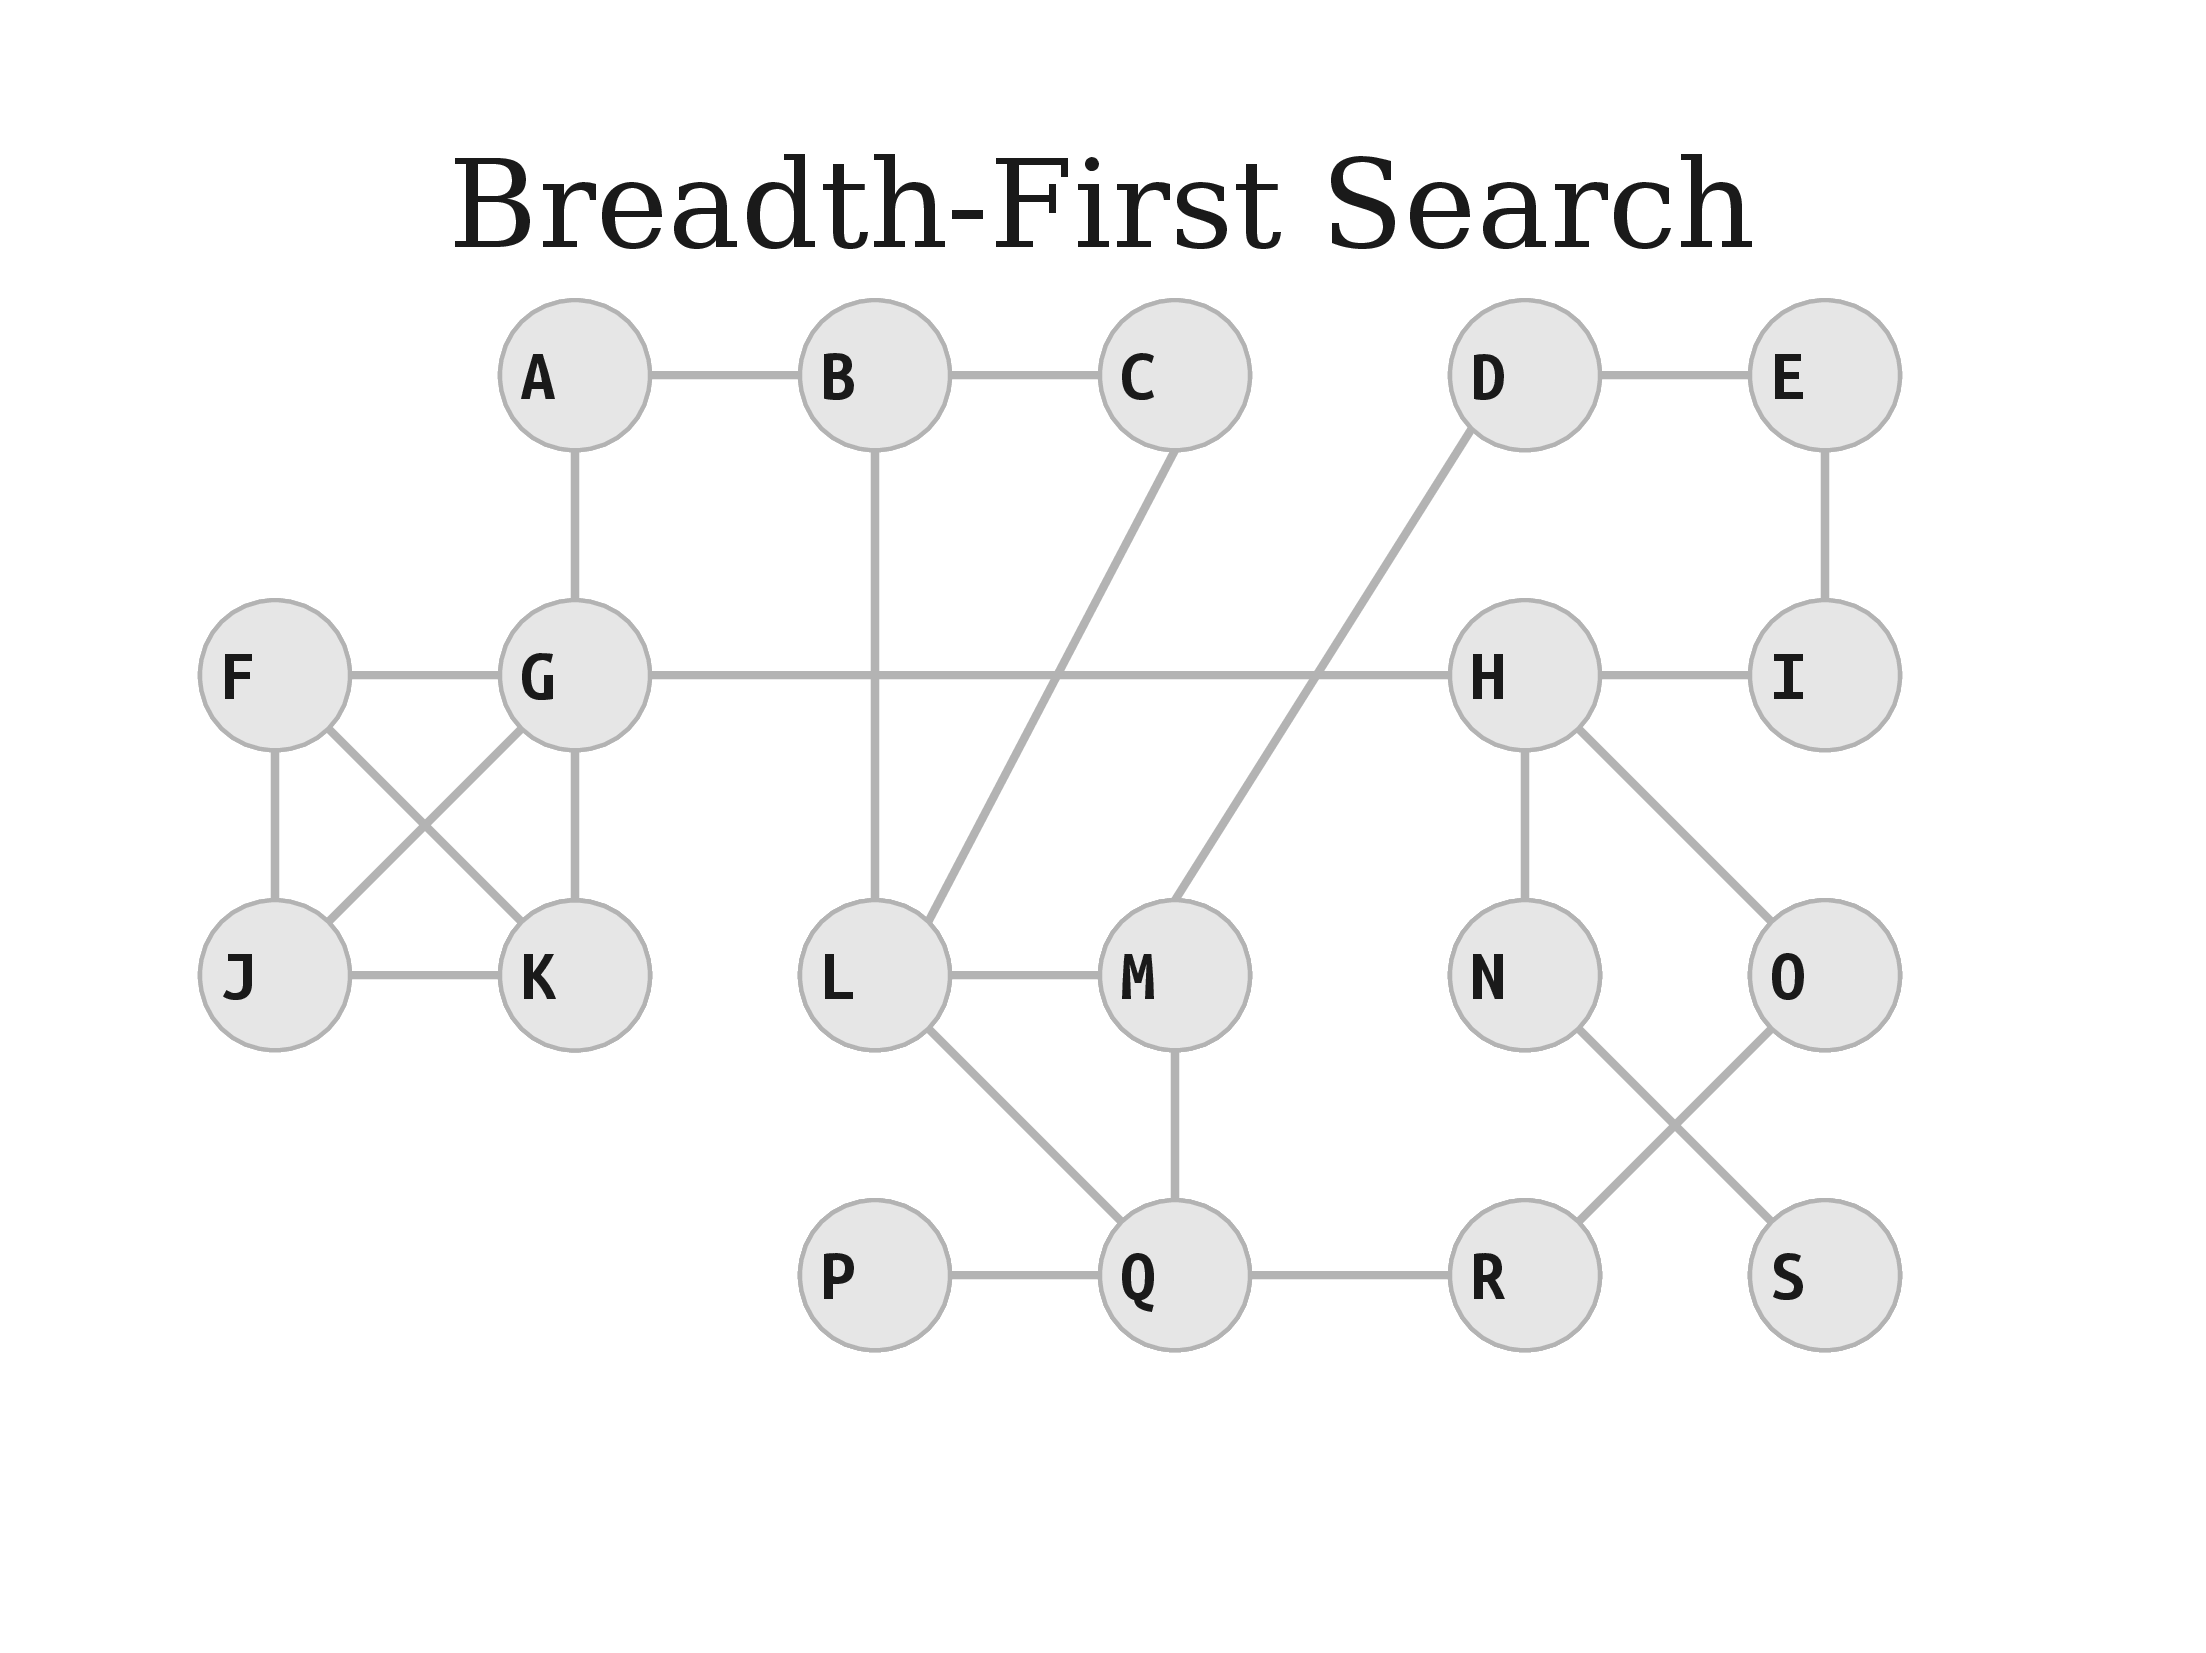 Breadth-First Search
A B C D E
F G H I
J K L M N O
P Q R S